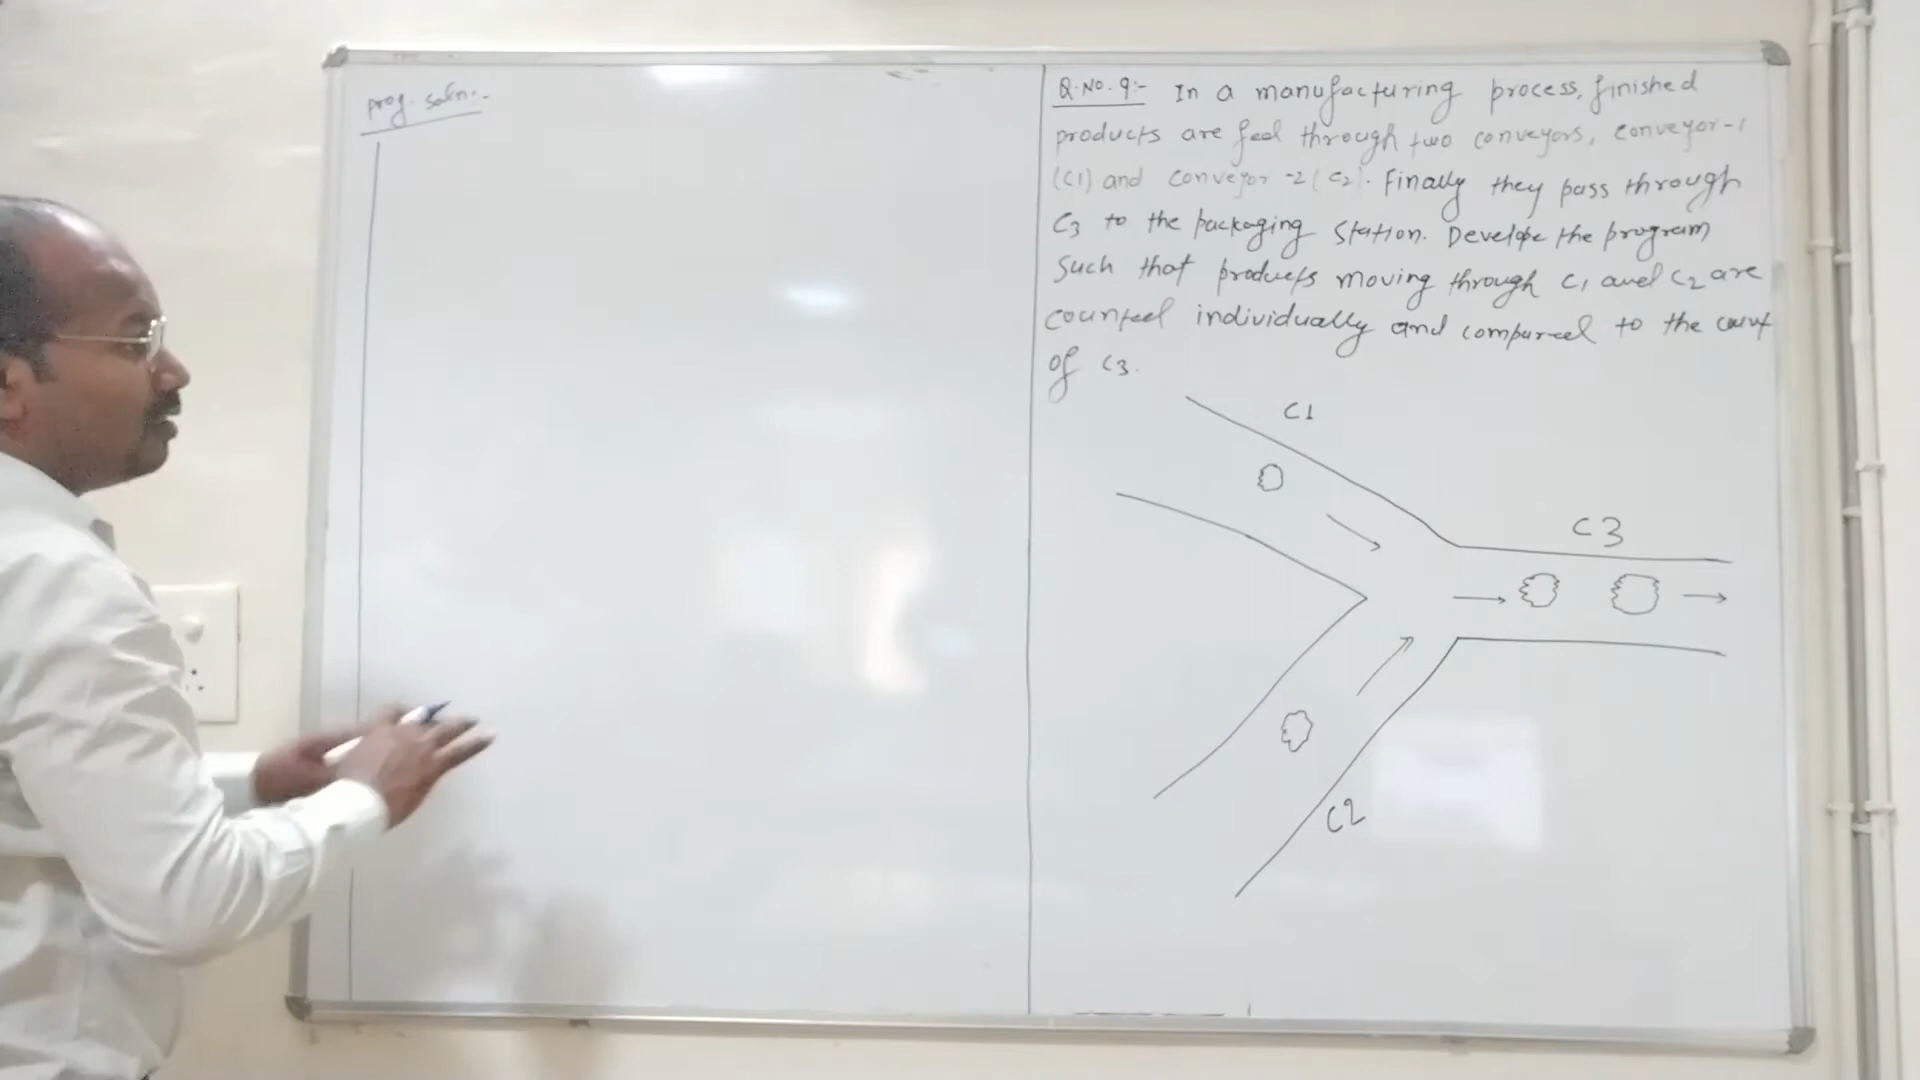 prog. soln:-
Q.No.9:- In a manufacturing process, finished
products are feed through two conveyors, conveyor-1
(C1) and conveyor-2 (C2). Finally they pass through
C3 to the packaging station. Develope the program
such that products moving through C1 and C2 are
counted individually and compared to the count
of C3.
C1
C3
C2